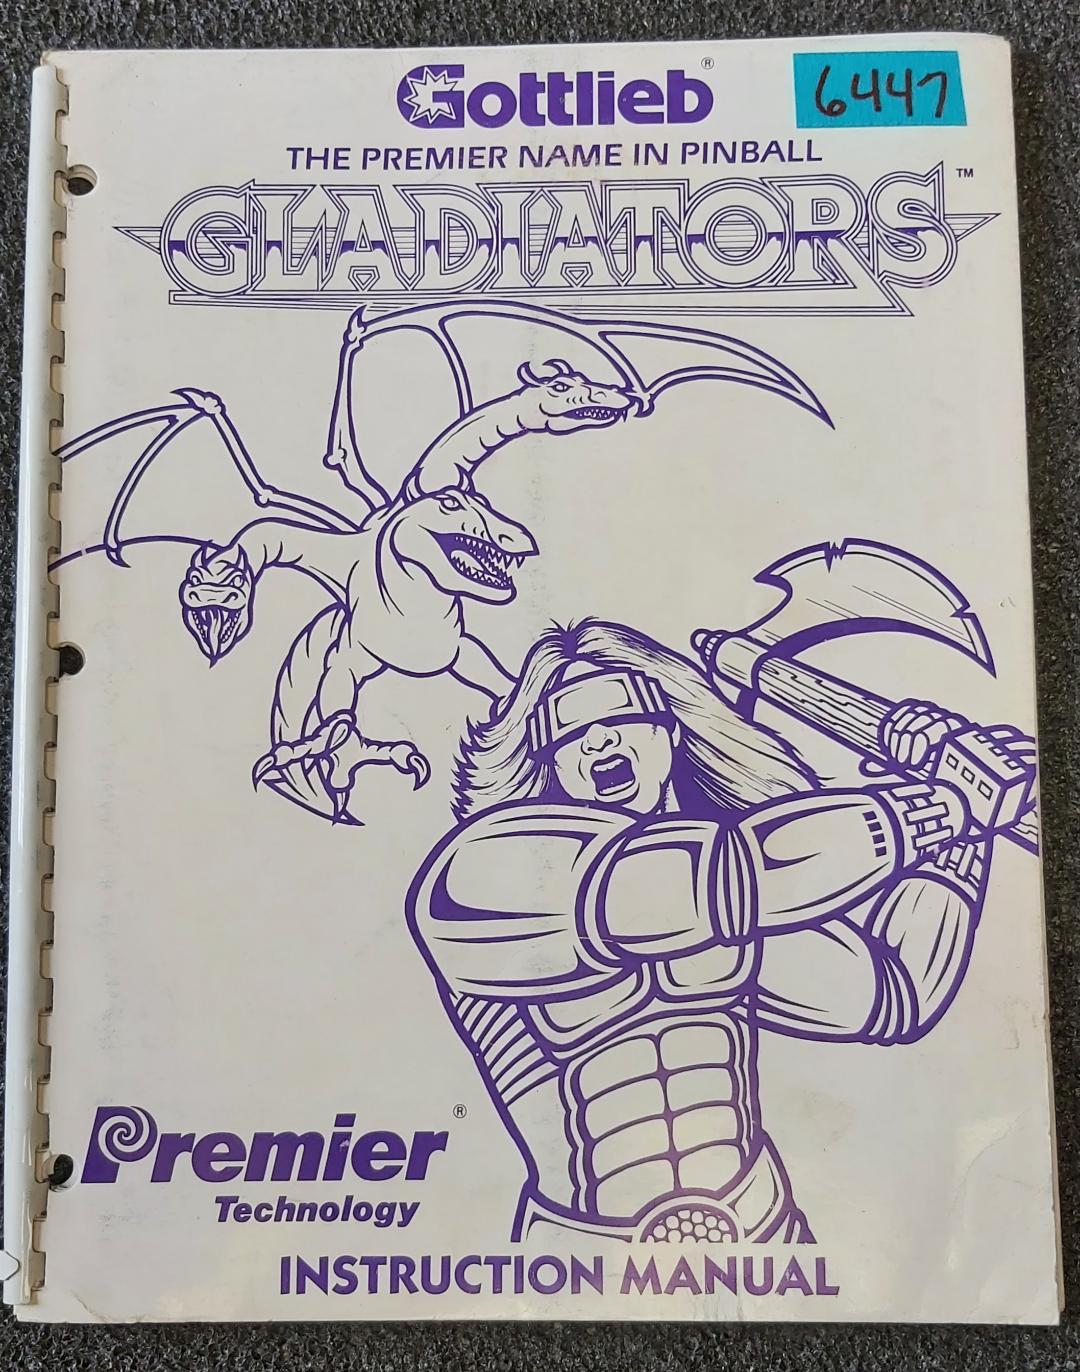 Gottlieb®
6447
THE PREMIER NAME IN PINBALL
GLADIATORS™
Premier®
Technology
INSTRUCTION MANUAL